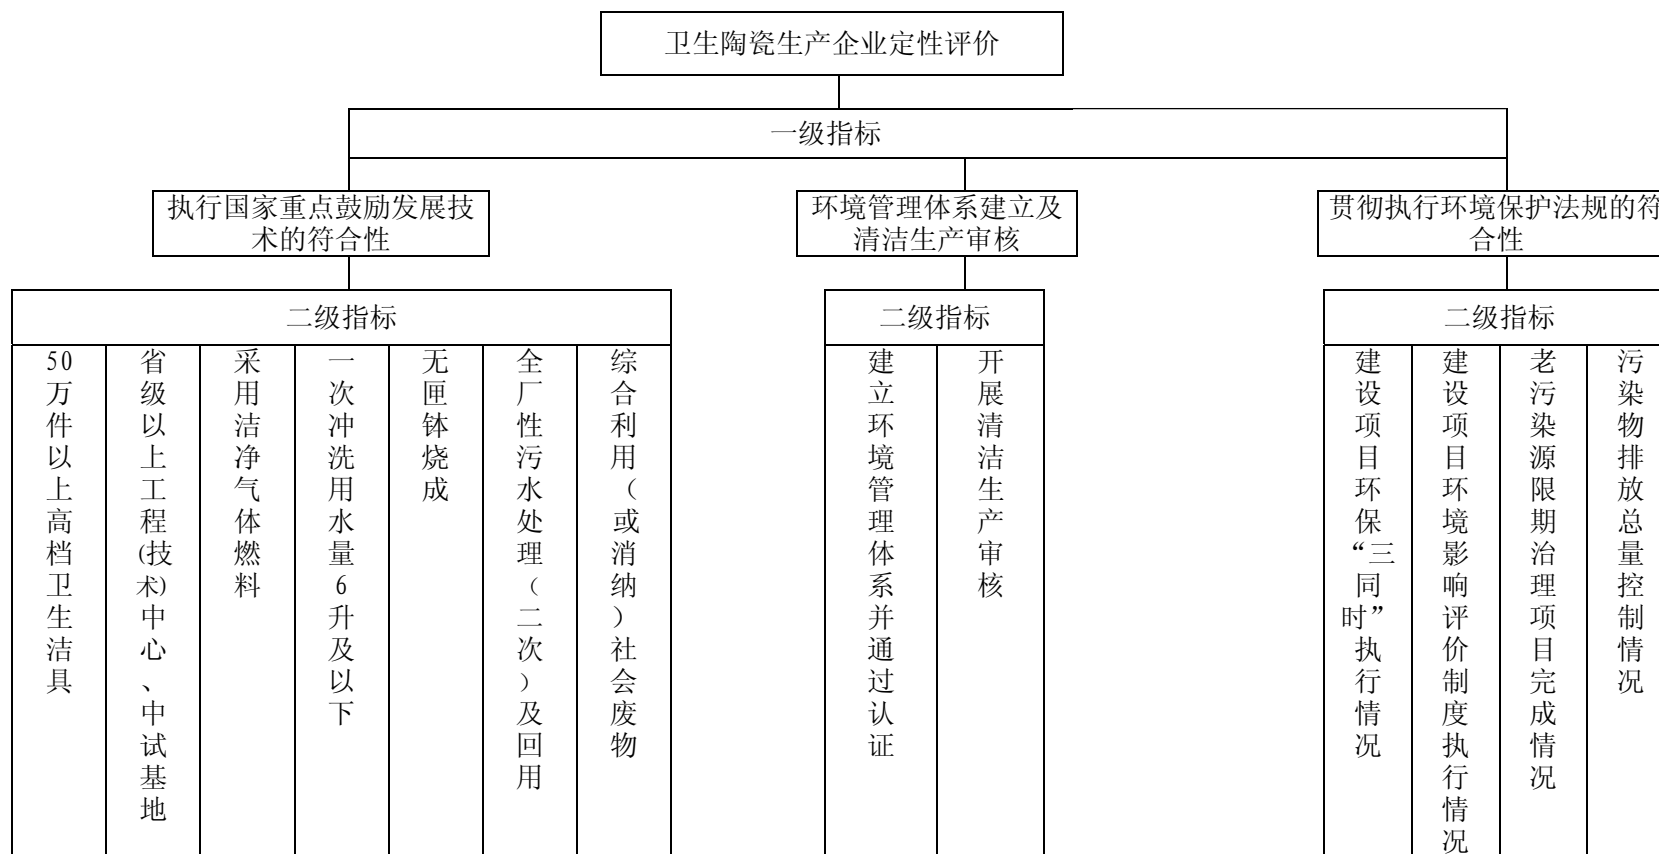 卫生陶瓷生产企业定性评价
一级指标
执行国家重点鼓励发展技
术的符合性
环境管理体系建立及
清洁生产审核
贯彻执行环境保护法规的符
合性
二级指标
50万件以上高档卫生洁具
省级以上工程(技术)中心、中试基地
采用洁净气体燃料
一次冲洗用水量6升及以下
无匣钵烧成
全厂性污水处理（二次）及回用
综合利用（或消纳）社会废物
二级指标
建立环境管理体系并通过认证
开展清洁生产审核
二级指标
建设项目环保“三同时”执行情况
建设项目环境影响评价制度执行情况
老污染源限期治理项目完成情况
污染物排放总量控制情况